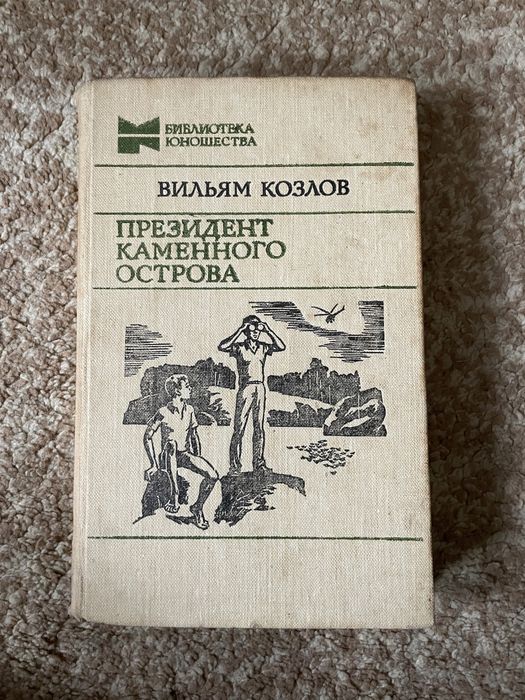 БИБЛИОТЕКА
ЮНОШЕСТВА
ВИЛЬЯМ КОЗЛОВ
ПРЕЗИДЕНТ
КАМЕННОГО
ОСТРОВА